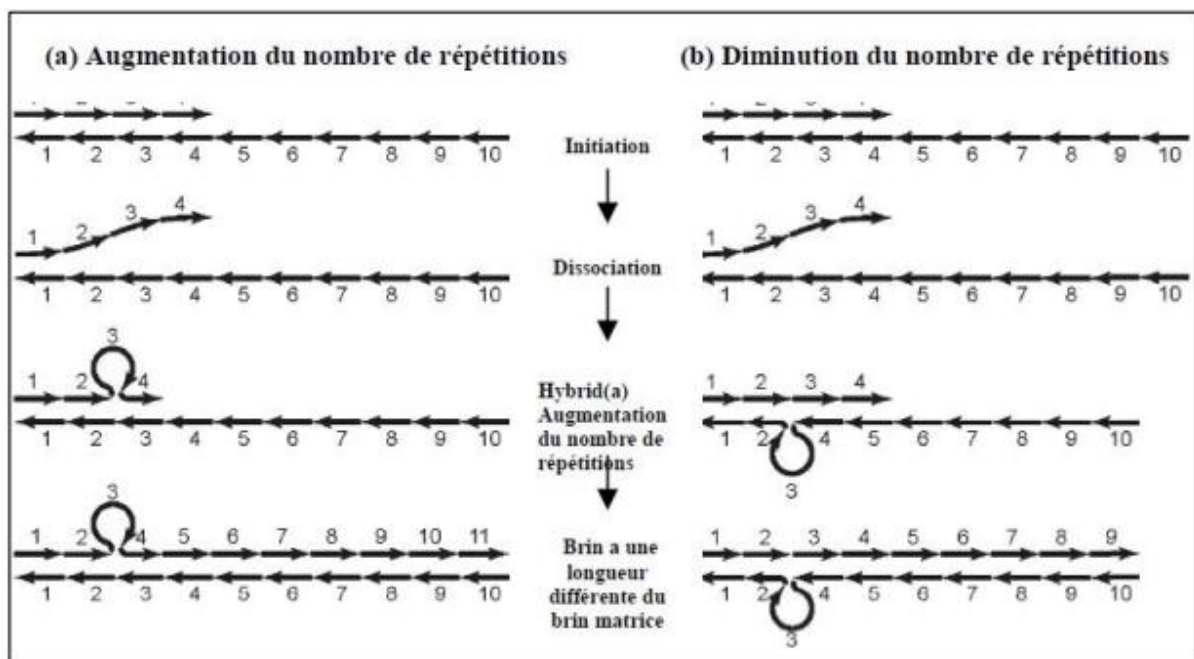 (a) Augmentation du nombre de répétitions
(b) Diminution du nombre de répétitions
1 2 3 4 5 6 7 8 9 10
Initiation
1 2 3 4 5 6 7 8 9 10
1 2 3 4
1 2 3 4 5 6 7 8 9 10
Dissociation
1 2 3 4
1 2 3 4 5 6 7 8 9 10
1 2 3 4
1 2 3 4 5 6 7 8 9 10
Hybrid(a)
Augmentation
du nombre de
répétitions
1 2 3 4
1 2 3 4 5 6 7 8 9 10
1 2 3 4 5 6 7 8 9 10 11
1 2 3 4 5 6 7 8 9 10
Brin a une
longueur
différente du
brin matrice
1 2 3 4 5 6 7 8 9
1 2 3 4 5 6 7 8 9 10